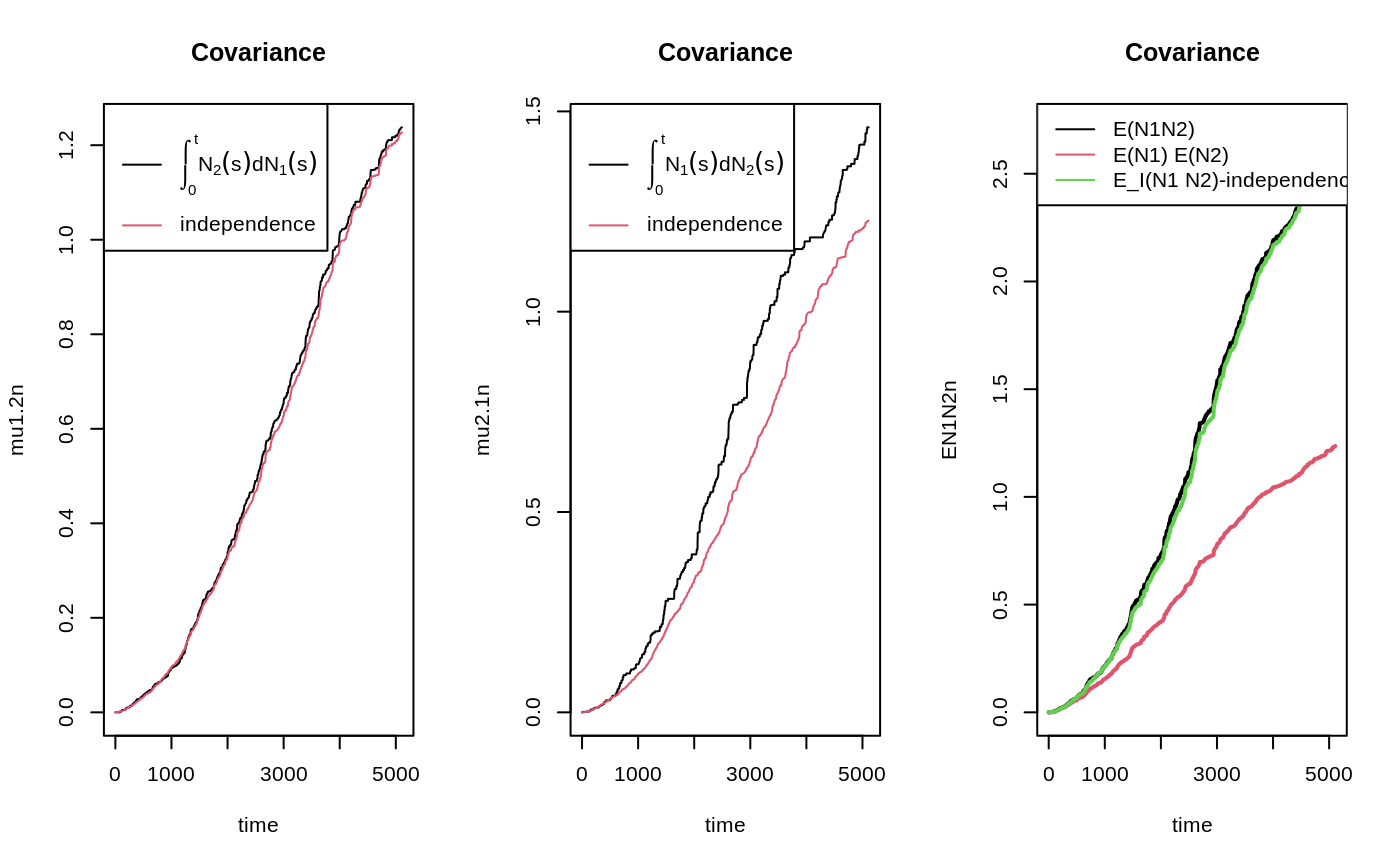 Covariance
mu1.2n
∫₀ᵗ N₂(s)dN₁(s)
independence
0.0 0.2 0.4 0.6 0.8 1.0 1.2
0 1000 3000 5000
time
Covariance
mu2.1n
∫₀ᵗ N₁(s)dN₂(s)
independence
0.0 0.5 1.0 1.5
0 1000 3000 5000
time
Covariance
EN1N2n
E(N1N2)
E(N1) E(N2)
E_I(N1 N2)-independenc
0.0 0.5 1.0 1.5 2.0 2.5
0 1000 3000 5000
time